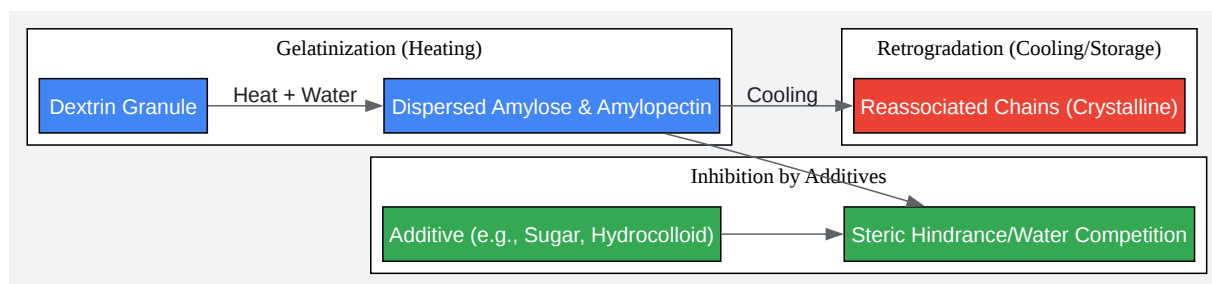 Gelatinization (Heating)
Retrogradation (Cooling/Storage)
Dextrin Granule
Heat + Water
Dispersed Amylose & Amylopectin
Cooling
Reassociated Chains (Crystalline)
Inhibition by Additives
Additive (e.g., Sugar, Hydrocolloid)
Steric Hindrance/Water Competition